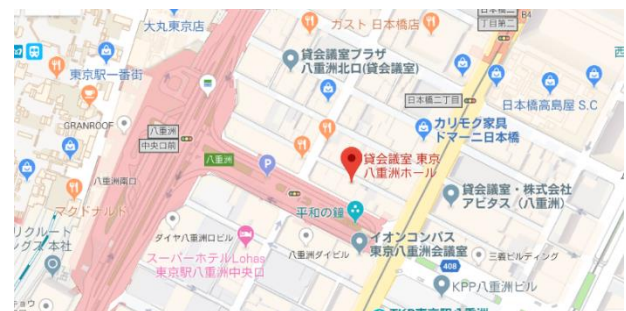 大丸東京店
ガスト 日本橋店
日本橋二
丁目第二
B4
東京駅一番街
貸会議室プラザ
八重洲北口(貸会議室)
日本橋二丁目
日本橋高島屋 S.C
GRANROOF
八重洲
中央口前
カリモク家具
ドマーニ日本橋
八重洲
貸会議室 東京
八重洲ホール
八重洲南口
マクドナルド
貸会議室・株式会社
アビタス（八重洲）
平和の鐘
リクルート
ングス 本社
ダイヤ八重洲口ビル
イオンコンパス
東京八重洲会議室
スーパーホテルLohas
東京駅八重洲中央口
八重洲ダイビル
三義ビルディング
408
KPP八重洲ビル